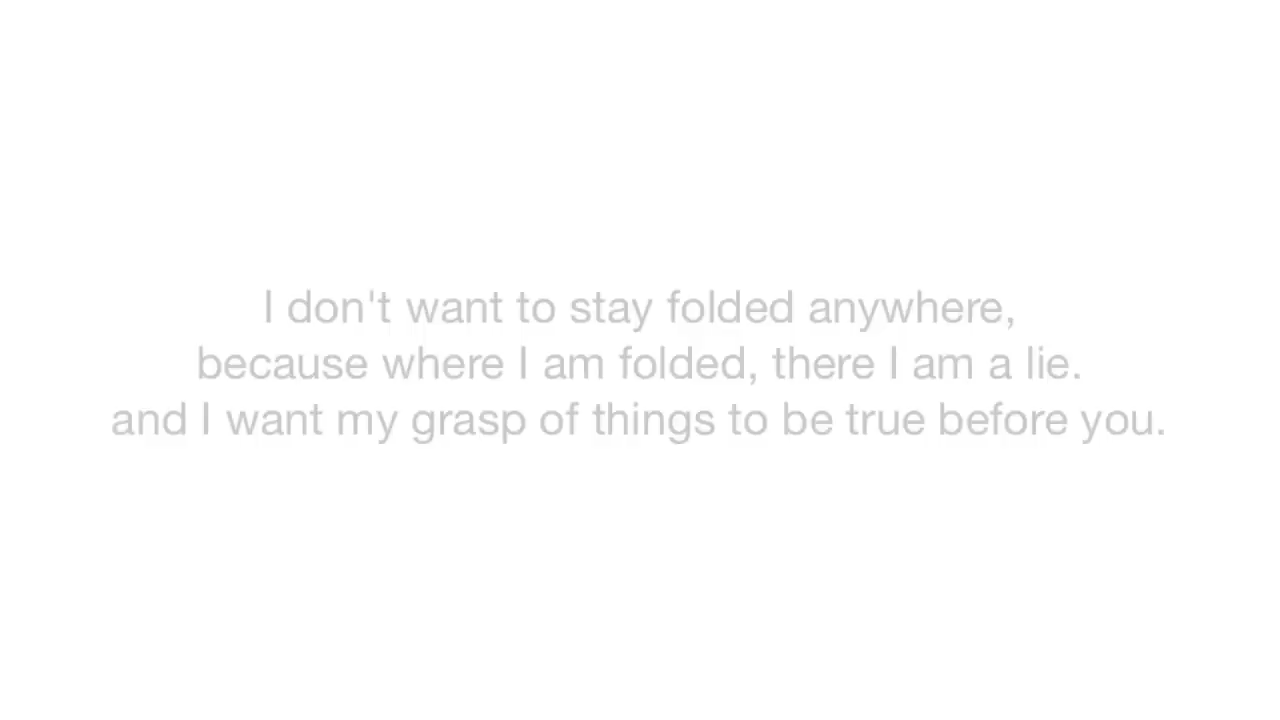 I don't want to stay folded anywhere,
because where I am folded, there I am a lie.
and I want my grasp of things to be true before you.